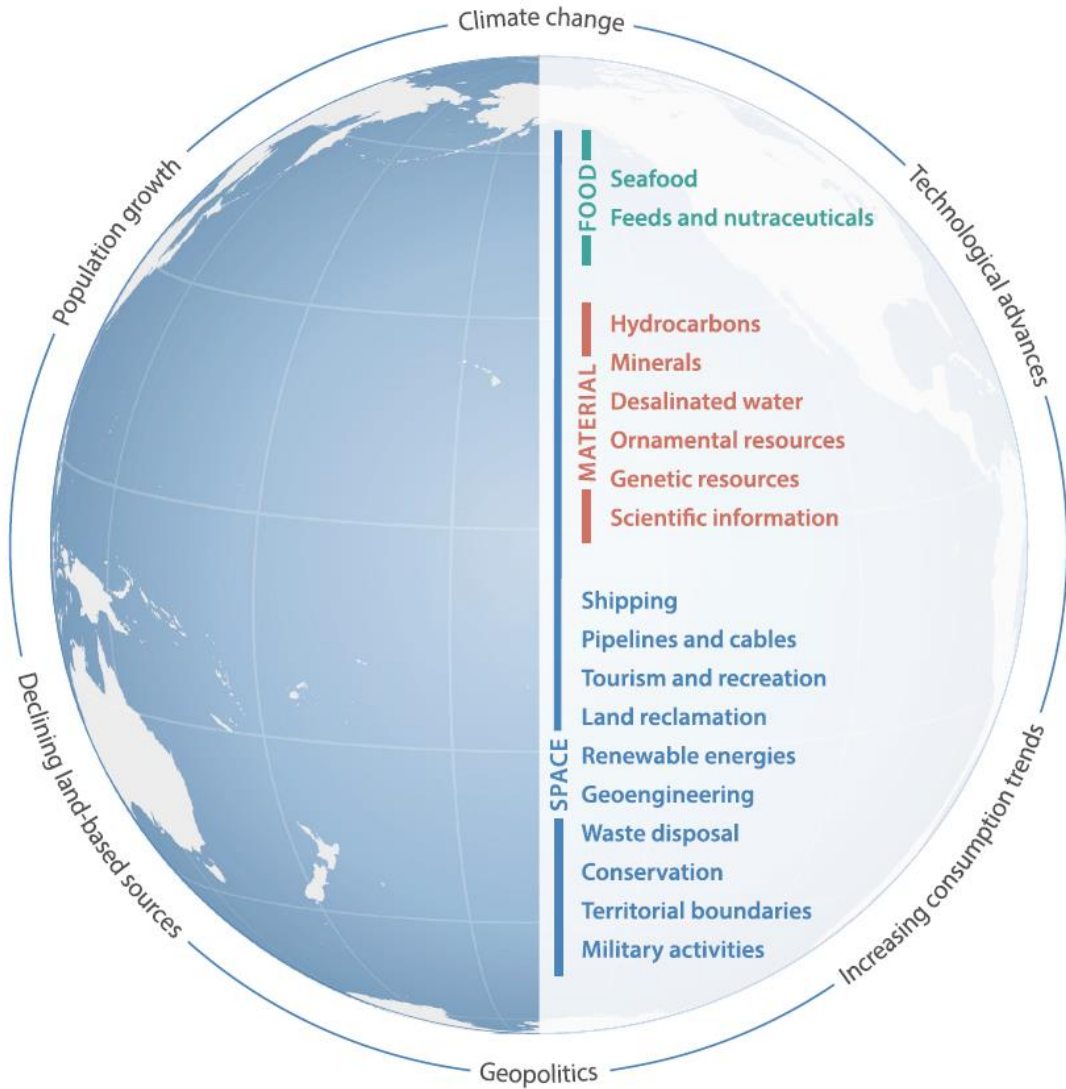 Climate change
Population growth
Technological advances
FOOD
Seafood
Feeds and nutraceuticals
MATERIAL
Hydrocarbons
Minerals
Desalinated water
Ornamental resources
Genetic resources
Scientific information
SPACE
Shipping
Pipelines and cables
Tourism and recreation
Land reclamation
Renewable energies
Geoengineering
Waste disposal
Conservation
Territorial boundaries
Military activities
Declining land-based sources
Increasing consumption trends
Geopolitics